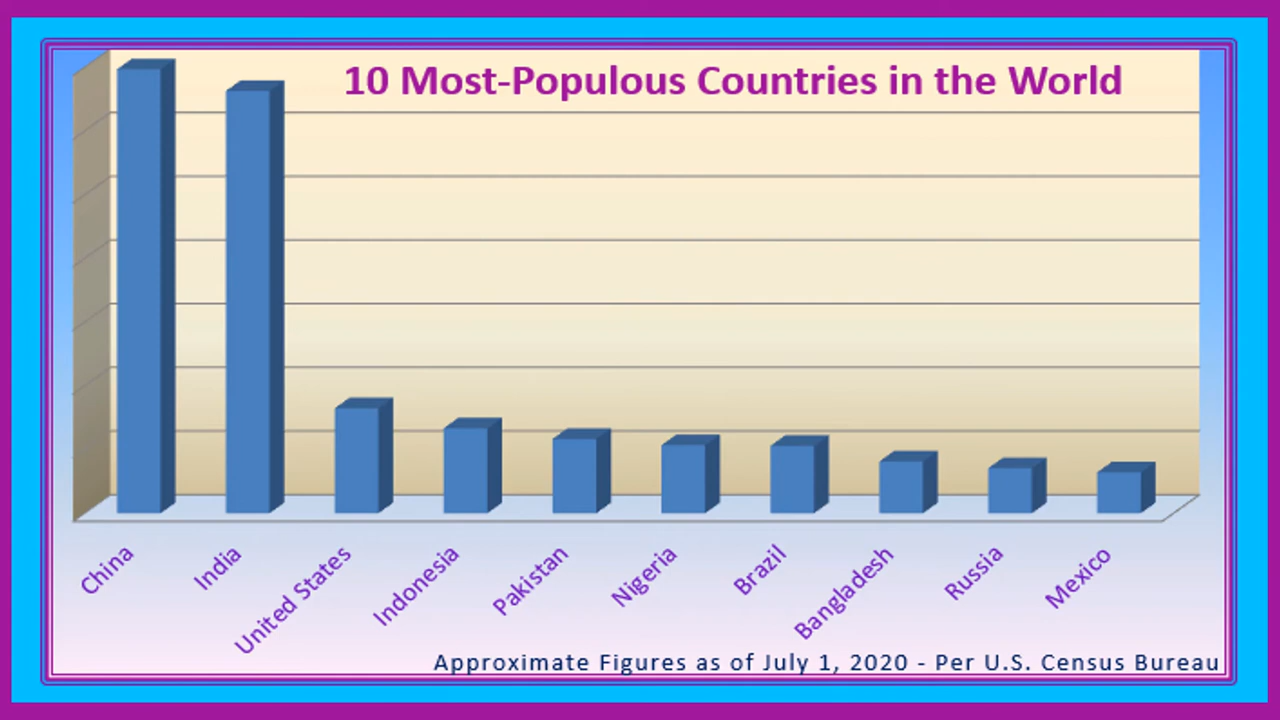 10 Most-Populous Countries in the World
China
India
United States
Indonesia
Pakistan
Nigeria
Brazil
Bangladesh
Russia
Mexico
Approximate Figures as of July 1, 2020 - Per U.S. Census Bureau